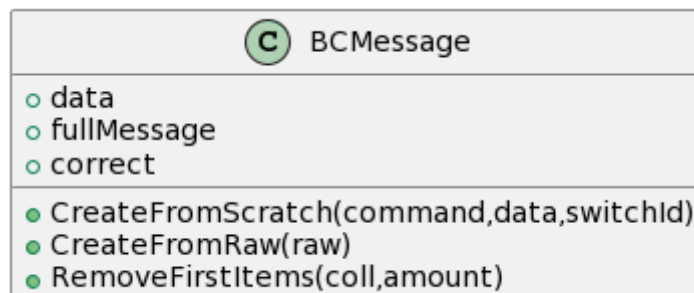 C BCMessage
data
fullMessage
correct
CreateFromScratch(command,data,switchId)
CreateFromRaw(raw)
RemoveFirstItems(coll,amount)